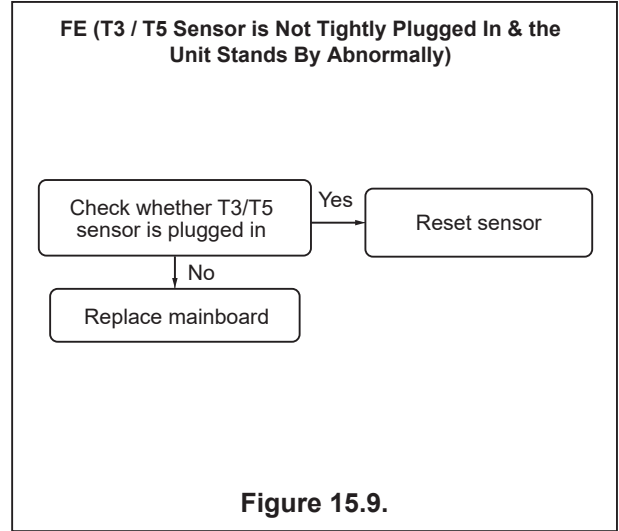 FE (T3 / T5 Sensor is Not Tightly Plugged In & the
Unit Stands By Abnormally)
Check whether T3/T5
sensor is plugged in
Yes
Reset sensor
No
Replace mainboard
Figure 15.9.